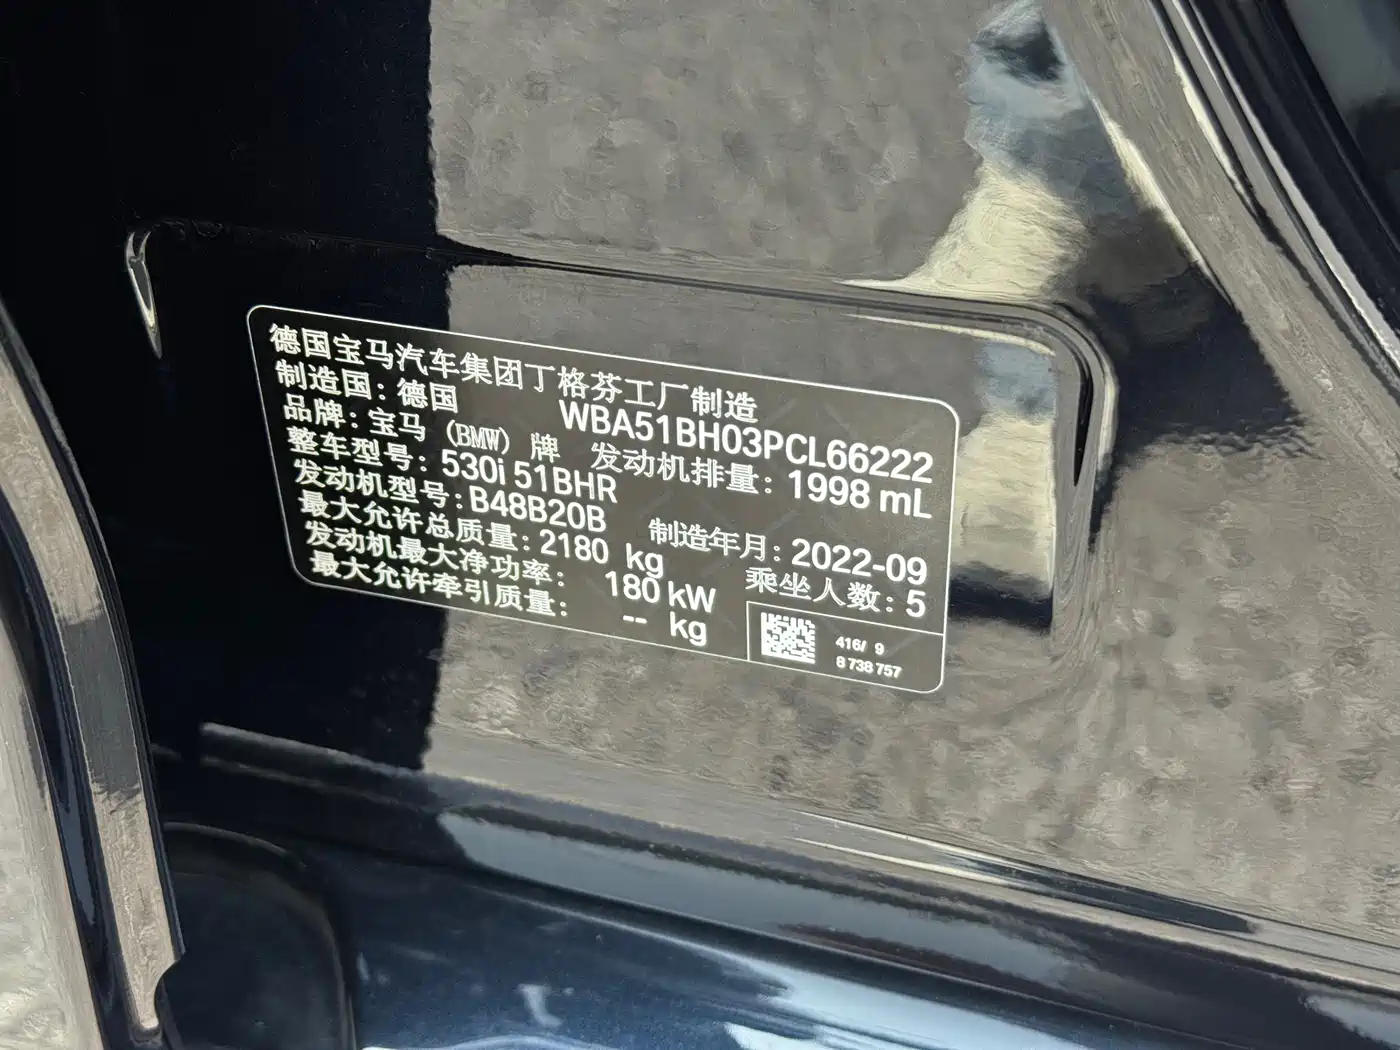 德国宝马汽车集团丁格芬工厂制造
制造国：德国 WBA51BH03PCL66222
品牌：宝马（BMW）牌 发动机排量：1998 mL
整车型号：530i 51BHR
发动机型号：B48B20B 制造年月：2022-09
最大允许总质量：2180 kg 乘坐人数：5
发动机最大净功率： 180 kW
最大允许牵引质量： -- kg
416/ 9
8 738 757